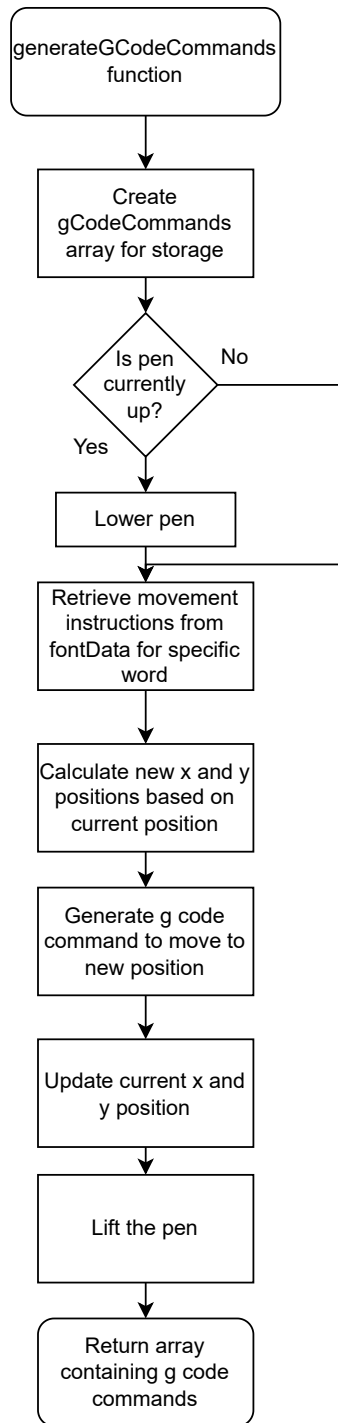 generateGCodeCommands
function
Create
gCodeCommands
array for storage
Is pen
currently
up?
No
Yes
Lower pen
Retrieve movement
instructions from
fontData for specific
word
Calculate new x and y
positions based on
current position
Generate g code
command to move to
new position
Update current x and
y position
Lift the pen
Return array
containing g code
commands